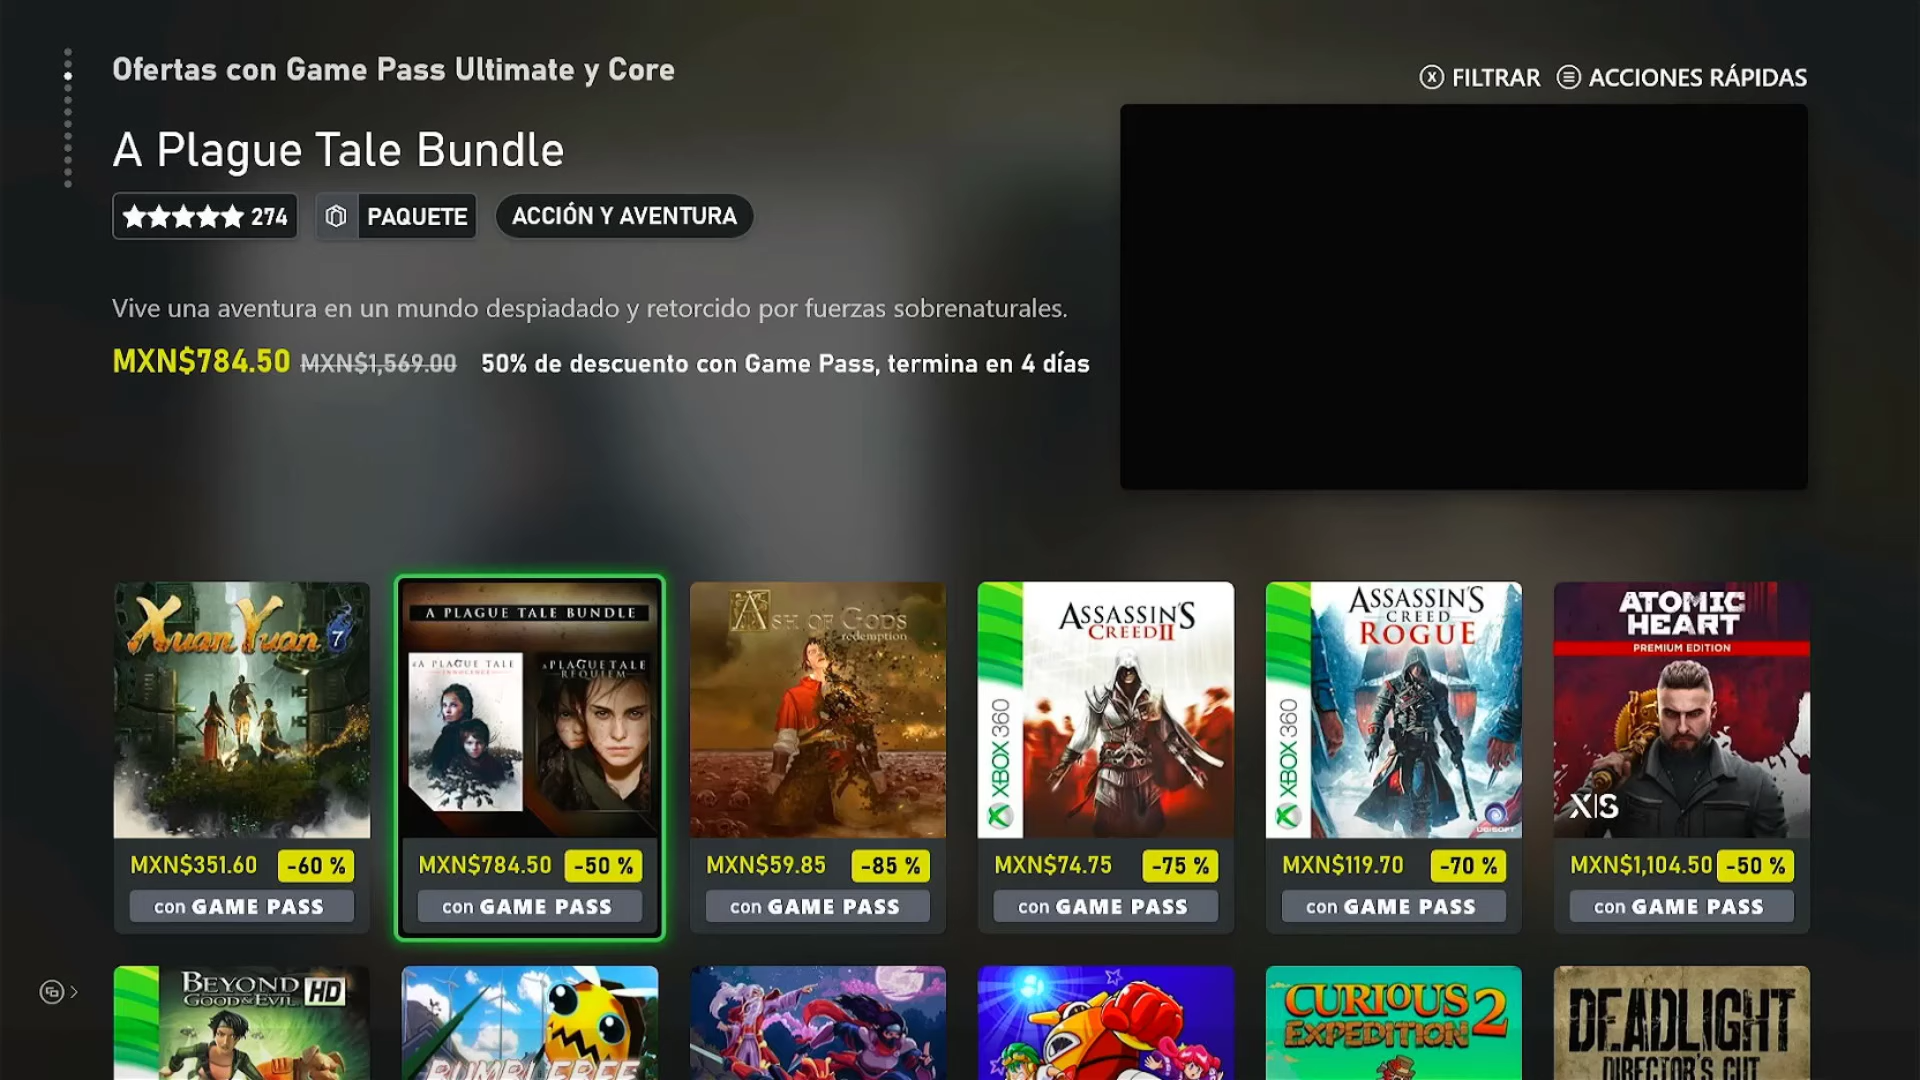 Ofertas con Game Pass Ultimate y Core
FILTRAR
ACCIONES RÁPIDAS
A Plague Tale Bundle
274
PAQUETE
ACCIÓN Y AVENTURA
Vive una aventura en un mundo despiadado y retorcido por fuerzas sobrenaturales.
MXN$784.50 MXN$1,569.00 50% de descuento con Game Pass, termina en 4 días
Xuan Yuan 7
MXN$351.60 -60 %
con GAME PASS
A PLAGUE TALE BUNDLE
A PLAGUE TALE
INNOCENCE
A PLAGUE TALE
REQUIEM
MXN$784.50 -50 %
con GAME PASS
ASH OF GODS
redemption
MXN$59.85 -85 %
con GAME PASS
XBOX 360
ASSASSIN'S
CREED II
MXN$74.75 -75 %
con GAME PASS
XBOX 360
ASSASSIN'S
CREED
ROGUE
UBISOFT
MXN$119.70 -70 %
con GAME PASS
ATOMIC
HEART
PREMIUM EDITION
X|S
MXN$1,104.50 -50 %
con GAME PASS
BEYOND
GOOD & EVIL HD
CURIOUS
EXPEDITION 2
DEADLIGHT
DIRECTOR'S CUT